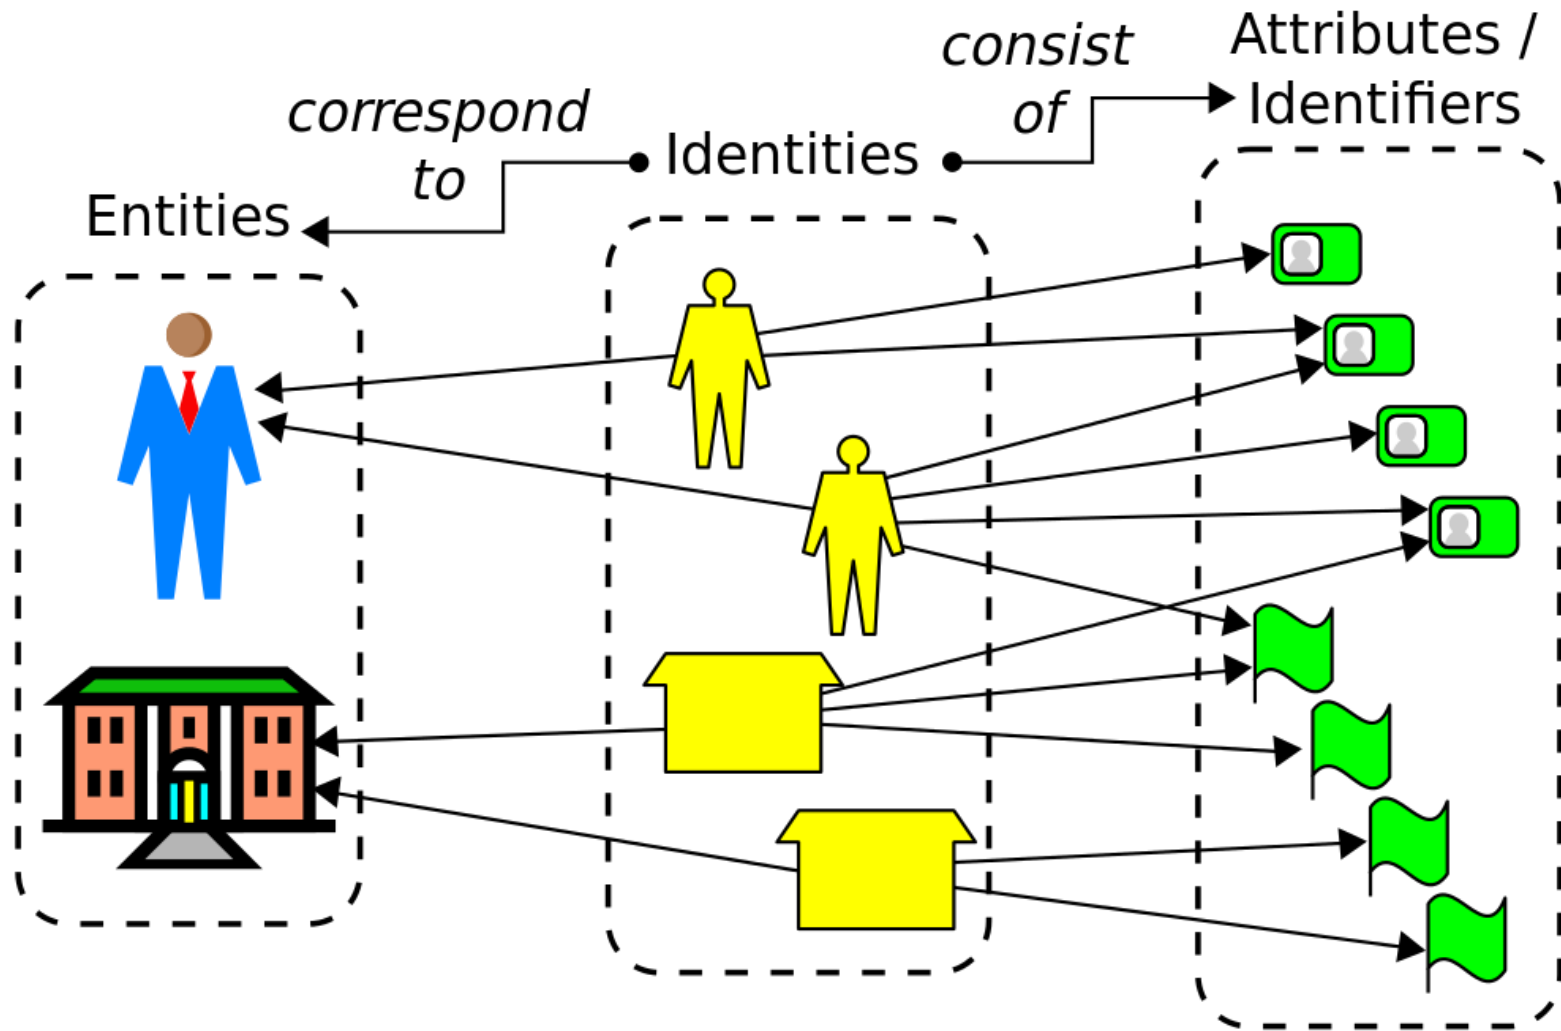 Entities
correspond
to
Identities
consist
of
Attributes /
Identifiers